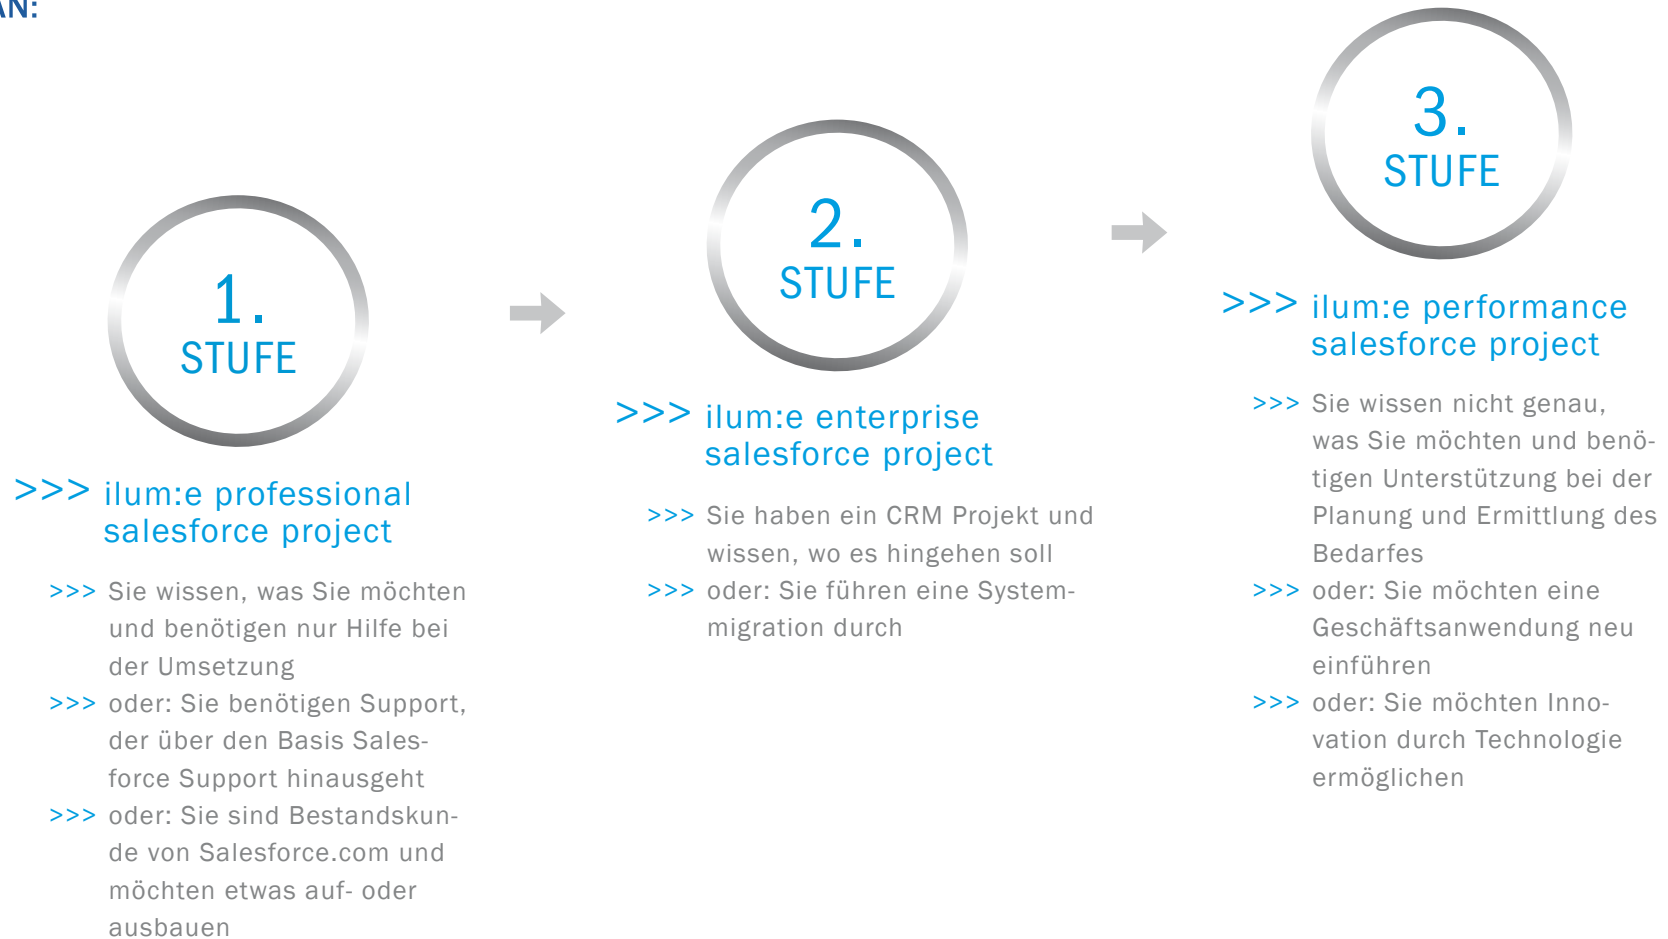 AN:
1.
STUFE
>>> ilum:e professional
salesforce project
>>> Sie wissen, was Sie möchten
und benötigen nur Hilfe bei
der Umsetzung
>>> oder: Sie benötigen Support,
der über den Basis Sales-
force Support hinausgeht
>>> oder: Sie sind Bestandskun-
de von Salesforce.com und
möchten etwas auf- oder
ausbauen
2.
STUFE
>>> ilum:e enterprise
salesforce project
>>> Sie haben ein CRM Projekt und
wissen, wo es hingehen soll
>>> oder: Sie führen eine System-
migration durch
3.
STUFE
>>> ilum:e performance
salesforce project
>>> Sie wissen nicht genau,
was Sie möchten und benö-
tigen Unterstützung bei der
Planung und Ermittlung des
Bedarfes
>>> oder: Sie möchten eine
Geschäftsanwendung neu
einführen
>>> oder: Sie möchten Inno-
vation durch Technologie
ermöglichen